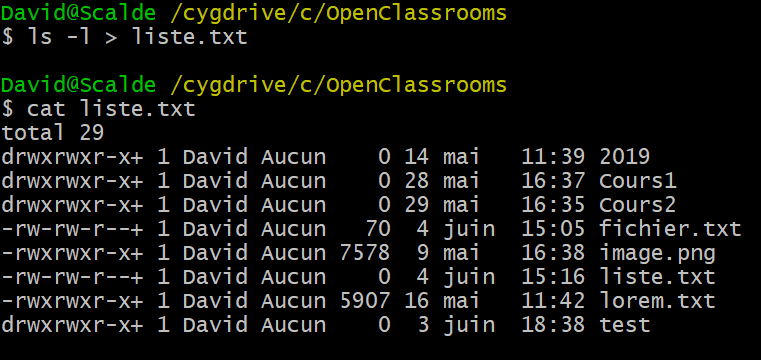 David@Scalde /cygdrive/c/OpenClassrooms
$ ls -l > liste.txt
David@Scalde /cygdrive/c/OpenClassrooms
$ cat liste.txt
total 29
drwxrwxr-x+ 1 David Aucun    0 14 mai   11:39 2019
drwxrwxr-x+ 1 David Aucun    0 28 mai   16:37 Cours1
drwxrwxr-x+ 1 David Aucun    0 29 mai   16:35 Cours2
-rw-rw-r--+ 1 David Aucun   70  4 juin  15:05 fichier.txt
-rwxrwxr-x+ 1 David Aucun 7578  9 mai   16:38 image.png
-rw-rw-r--+ 1 David Aucun    0  4 juin  15:16 liste.txt
-rwxrwxr-x+ 1 David Aucun 5907 16 mai   11:42 lorem.txt
drwxrwxr-x+ 1 David Aucun    0  3 juin  18:38 test